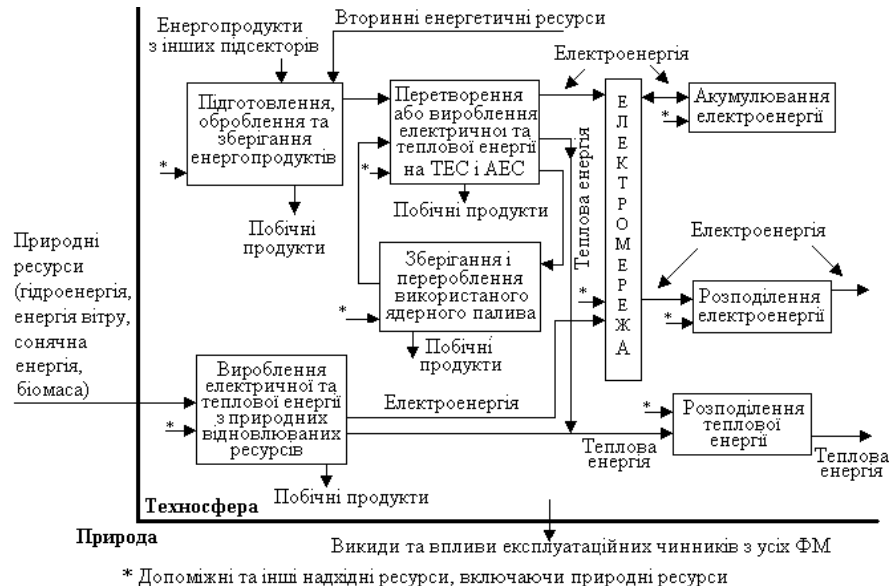 Енергопродукти
з інших підсекторів
Вторинні енергетичні ресурси
Електроенергія
Підготовлення,
оброблення та
зберігання
енергопродуктів
*
Перетворення
або вироблення
електричної та
теплової енергії
на ТЕС і АЕС
*
ЕЛЕКТРОМЕРЕЖА
*
Акумулювання
електроенергії
*
Теплова енергія
Побічні
продукти
Побічні
продукти
Природні
ресурси
(гідроенергія,
енергія вітру,
сонячна
енергія,
біомаса)
Зберігання і
перероблення
використаного
ядерного палива
*
Електроенергія
Розподілення
електроенергії
*
Побічні
продукти
Вироблення
електричної та
теплової енергії
з природних
відновлюваних
ресурсів
*
Електроенергія
Розподілення
теплової
енергії
*
Теплова
енергія
Теплова
енергія
Побічні продукти
Техносфера
Природа
Викиди та впливи експлуатаційних чинників з усіх ФМ
* Допоміжні та інші надхідні ресурси, включаючи природні ресурси